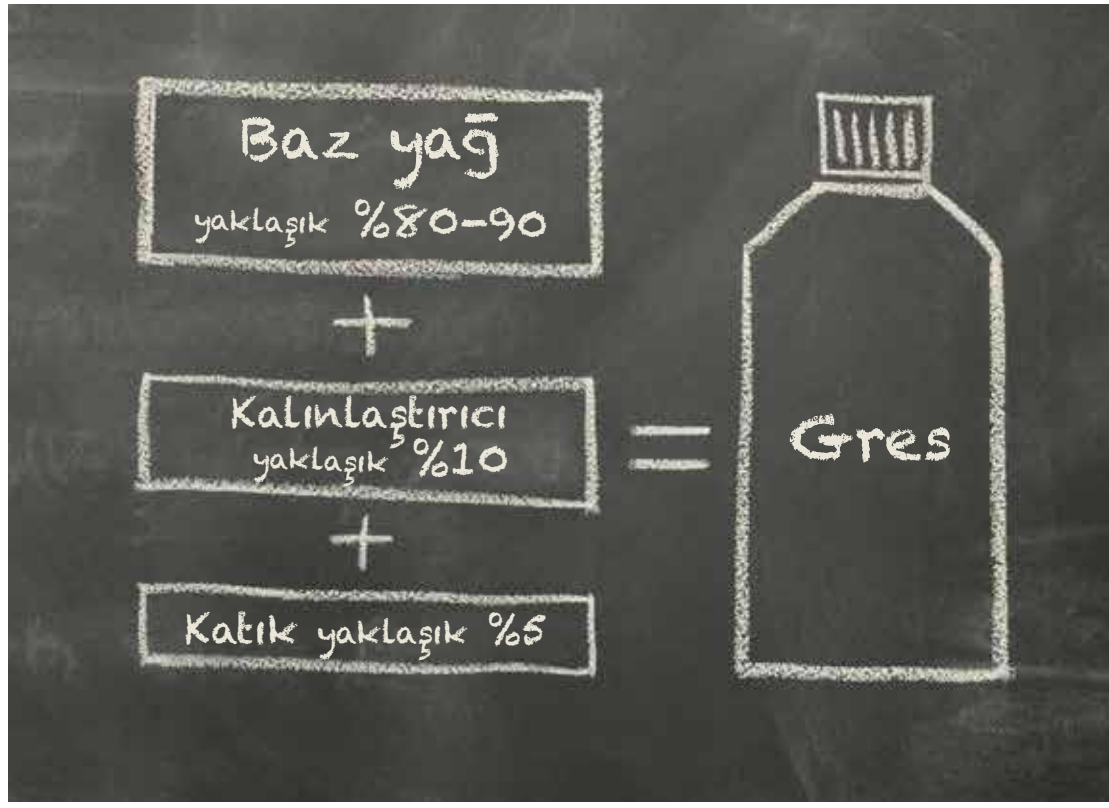 Baz yağ
yaklaşık %80-90
+
Kalınlaştırıcı
yaklaşık %10
+
Katık yaklaşık %5
=
Gres